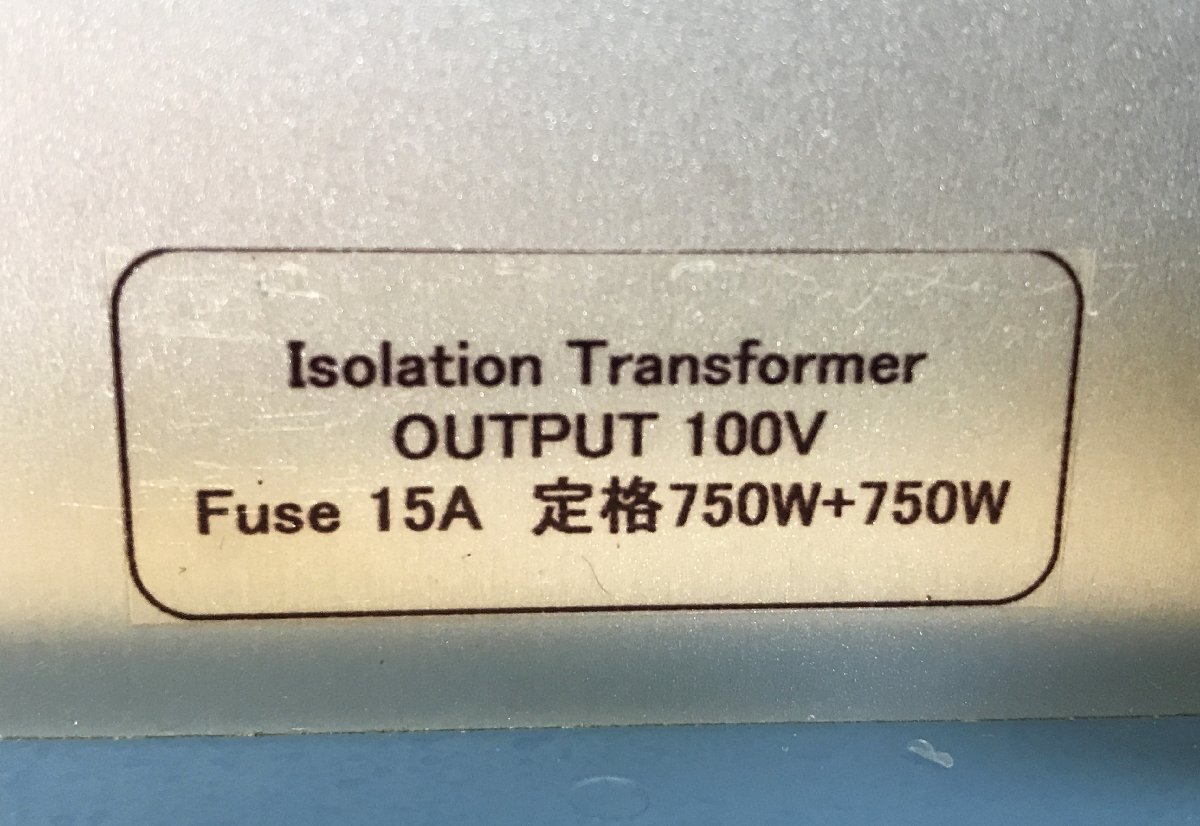 Isolation Transformer
OUTPUT 100V
Fuse 15A 定格750W+750W